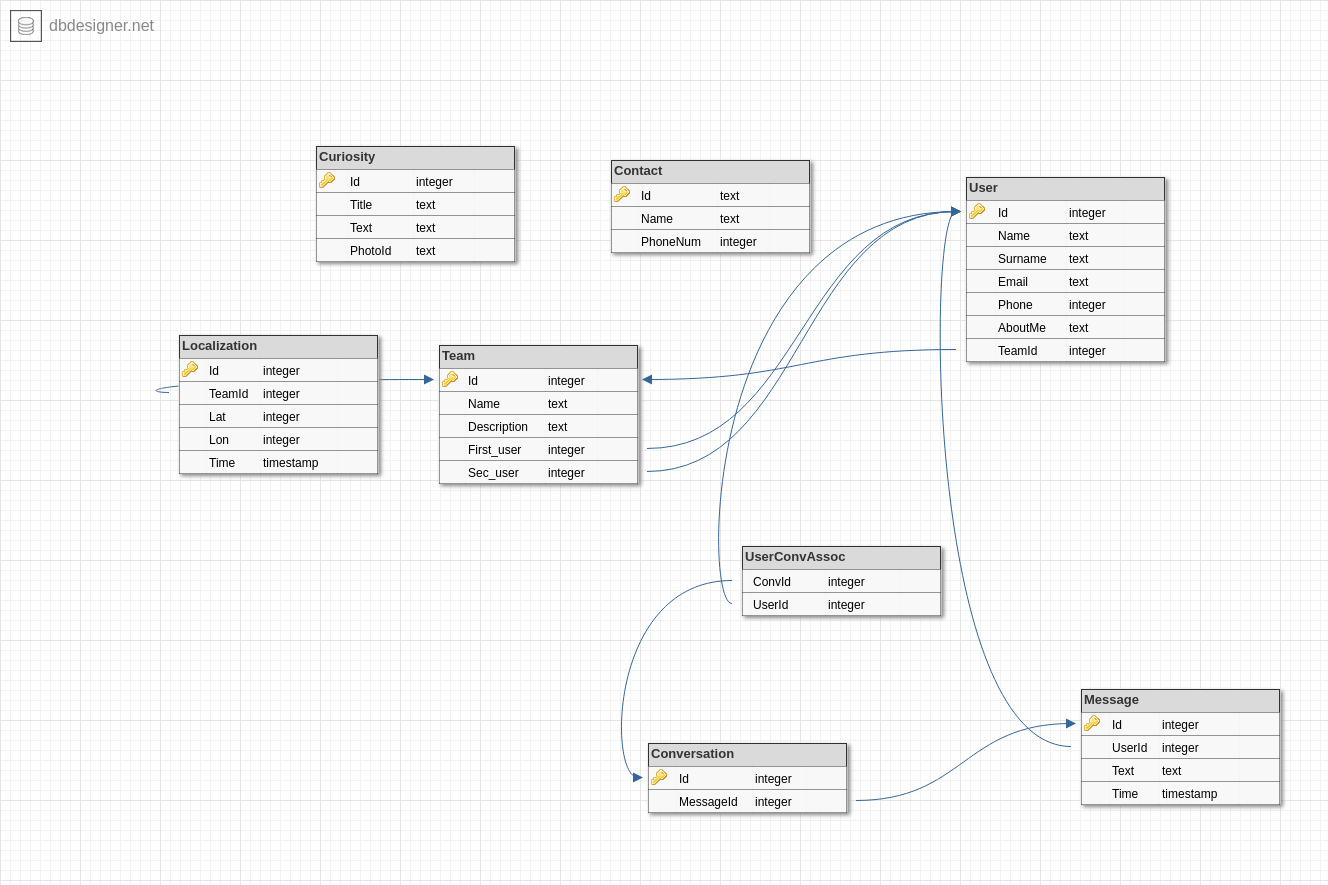 dbdesigner.net
Curiosity
Id integer
Title text
Text text
PhotoId text
Contact
Id text
Name text
PhoneNum integer
User
Id integer
Name text
Surname text
Email text
Phone integer
AboutMe text
TeamId integer
Localization
Id integer
TeamId integer
Lat integer
Lon integer
Time timestamp
Team
Id integer
Name text
Description text
First_user integer
Sec_user integer
UserConvAssoc
ConvId integer
UserId integer
Conversation
Id integer
MessageId integer
Message
Id integer
UserId integer
Text text
Time timestamp